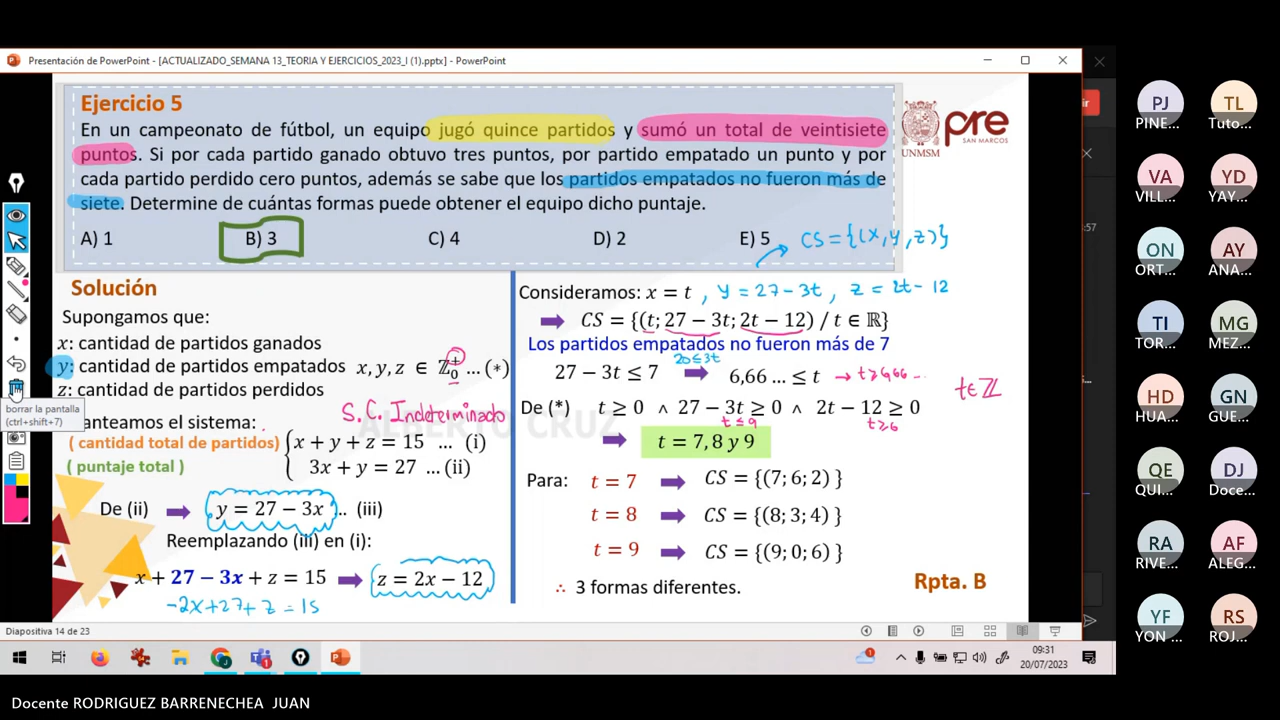 Presentación de PowerPoint - [ACTUALIZADO_SEMANA 13_TEORIA Y EJERCICIOS_2023_I (1).pptx] - PowerPoint
Ejercicio 5
En un campeonato de fútbol, un equipo jugó quince partidos y sumó un total de veintisiete
puntos. Si por cada partido ganado obtuvo tres puntos, por partido empatado un punto y por
cada partido perdido cero puntos, además se sabe que los partidos empatados no fueron más de
siete. Determine de cuántas formas puede obtener el equipo dicho puntaje.
A) 1 B) 3 C) 4 D) 2 E) 5
CS = {(x, y, z)}
UNMSM
pre
SAN MARCOS
Solución
Supongamos que:
x: cantidad de partidos ganados
y: cantidad de partidos empatados x, y, z ∈ ℤ₀⁺ ... (*)
z: cantidad de partidos perdidos
borrar la pantalla
(ctrl+shift+7)
anteamos el sistema:
S.C. Indeterminado
( cantidad total de partidos) x + y + z = 15 ... (i)
( puntaje total ) 3x + y = 27 ... (ii)
De (ii) y = 27 − 3x .. (iii)
Reemplazando (iii) en (i):
x + 27 − 3x + z = 15 z = 2x − 12
-2x+27+z = 15
Consideramos: x = t , y = 27-3t, z = 2t-12
CS = {(t; 27 − 3t; 2t − 12) / t ∈ ℝ}
Los partidos empatados no fueron más de 7
20 ≤ 3t
27 − 3t ≤ 7 6,66 ... ≤ t → t ≥ 6,66 ...
t ∈ ℤ
De (*) t ≥ 0 ∧ 27 − 3t ≥ 0 ∧ 2t − 12 ≥ 0
t ≤ 9 t ≥ 6
t = 7, 8 y 9
ALBERTO CRUZ
Para: t = 7 CS = {(7; 6; 2) }
t = 8 CS = {(8; 3; 4) }
t = 9 CS = {(9; 0; 6) }
∴ 3 formas diferentes.
Rpta. B
Diapositiva 14 de 23
09:31
20/07/2023
ir
57
PJ TL
PINE... Tuto...
VA YD
VILL... YAY...
ON AY
ORT... ANA...
TI MG
TOR... MEZ...
HD GN
HUA... GUE...
QE DJ
QUI... Doce...
RA AF
RIVE... ALEG...
YF RS
YON ... ROJ...
Docente RODRIGUEZ BARRENECHEA JUAN